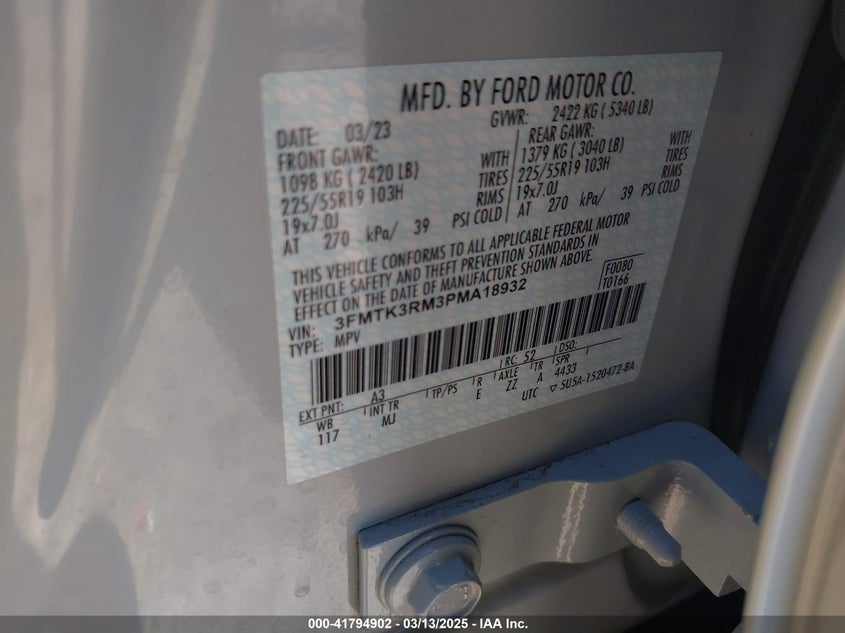 MFD. BY FORD MOTOR CO.
DATE: 03/23 GVWR: 2422 KG ( 5340 LB)
FRONT GAWR: REAR GAWR:
1098 KG ( 2420 LB) WITH 1379 KG ( 3040 LB) WITH
225/55R19 103H TIRES 225/55R19 103H TIRES
19x7.0J RIMS 19x7.0J RIMS
AT 270 kPa/ 39 PSI COLD AT 270 kPa/ 39 PSI COLD
THIS VEHICLE CONFORMS TO ALL APPLICABLE FEDERAL MOTOR
VEHICLE SAFETY AND THEFT PREVENTION STANDARDS IN
EFFECT ON THE DATE OF MANUFACTURE SHOWN ABOVE.
F0080
VIN: 3FMTK3RM3PMA18932 T0166
TYPE: MPV
EXT PNT: A3 RC: 52 DSO:
WB INT TR TP/PS R AXLE TR SPR
117 MJ E ZZ A 4433
UTC ▽ 5U5A-1520472-BA
000-41794902 - 03/13/2025 - IAA Inc.